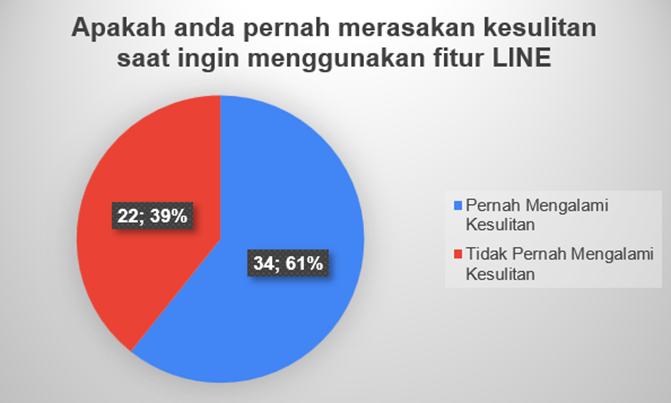 Apakah anda pernah merasakan kesulitan
saat ingin menggunakan fitur LINE
22; 39%
34; 61%
Pernah Mengalami
Kesulitan
Tidak Pernah Mengalami
Kesulitan